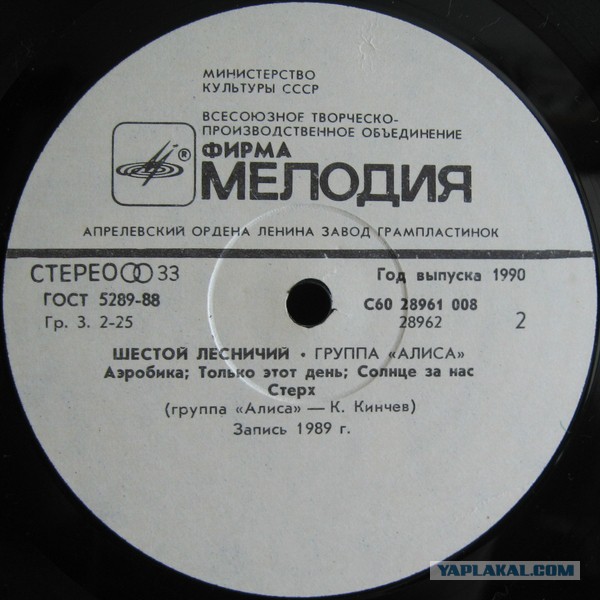 МИНИСТЕРСТВО
КУЛЬТУРЫ СССР
ВСЕСОЮЗНОЕ ТВОРЧЕСКО-
ПРОИЗВОДСТВЕННОЕ ОБЪЕДИНЕНИЕ
®
ФИРМА
МЕЛОДИЯ
АПРЕЛЕВСКИЙ ОРДЕНА ЛЕНИНА ЗАВОД ГРАМПЛАСТИНОК
СТЕРЕО 33
Год выпуска 1990
ГОСТ 5289-88
С60 28961 008
Гр. 3. 2-25
28962
2
ШЕСТОЙ ЛЕСНИЧИЙ • ГРУППА «АЛИСА»
Аэробика; Только этот день; Солнце за нас
Стерх
(группа «Алиса» — К. Кинчев)
Запись 1989 г.
YAPLAKAL.COM